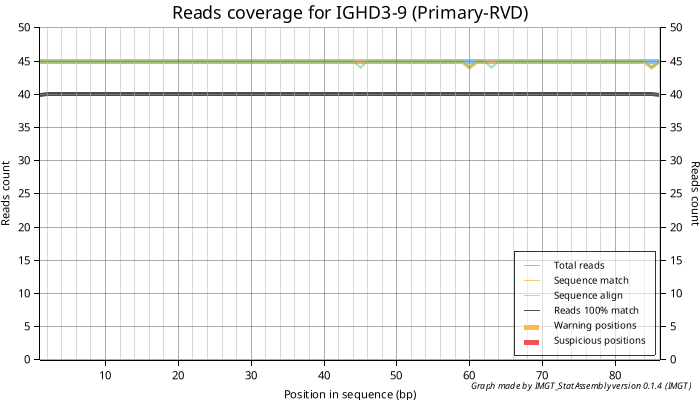 Reads coverage for IGHD3-9 (Primary-RVD)
50 50
45 45
40 40
35 35
30 30
25 25
20 20
15 15
10 10
5 5
0 0
Reads count
Reads count
Total reads
Sequence match
Sequence align
Reads 100% match
Warning positions
Suspicious positions
10 20 30 40 50 60 70 80
Position in sequence (bp)
Graph made by IMGT_StatAssembly version 0.1.4 (IMGT)